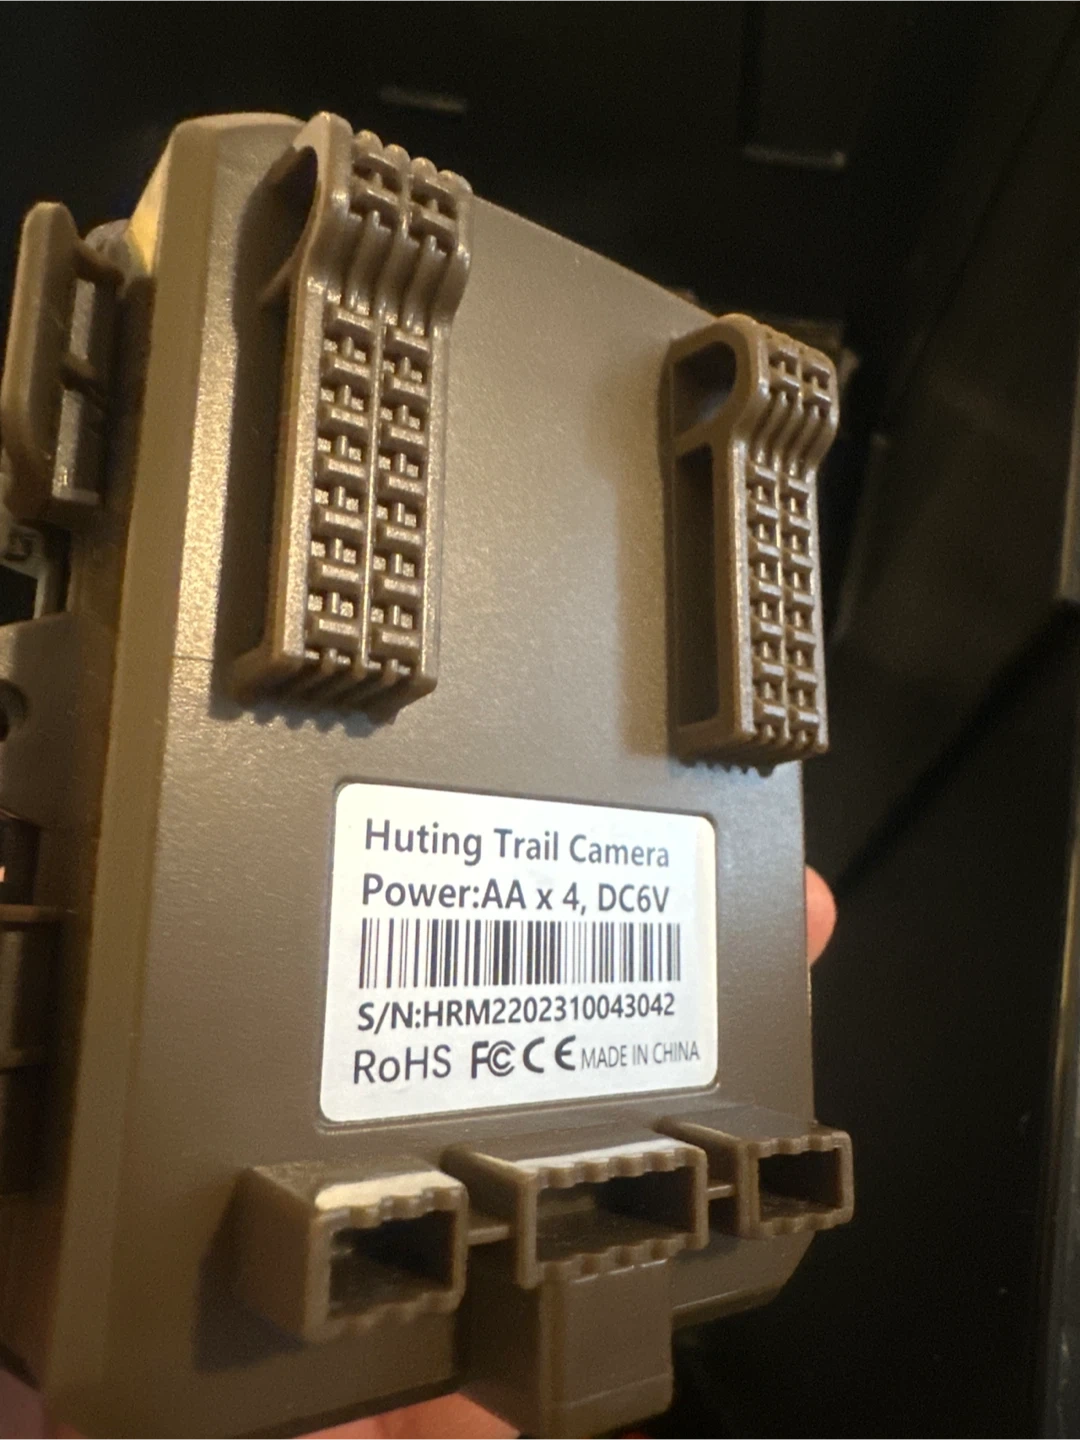 Huting Trail Camera
Power:AA x 4, DC6V
S/N:HRM2202310043042
RoHS FC CE MADE IN CHINA